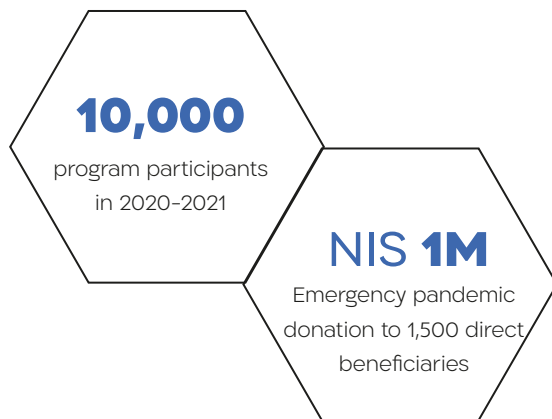 10,000
program participants
in 2020-2021
NIS 1M
Emergency pandemic
donation to 1,500 direct
beneficiaries